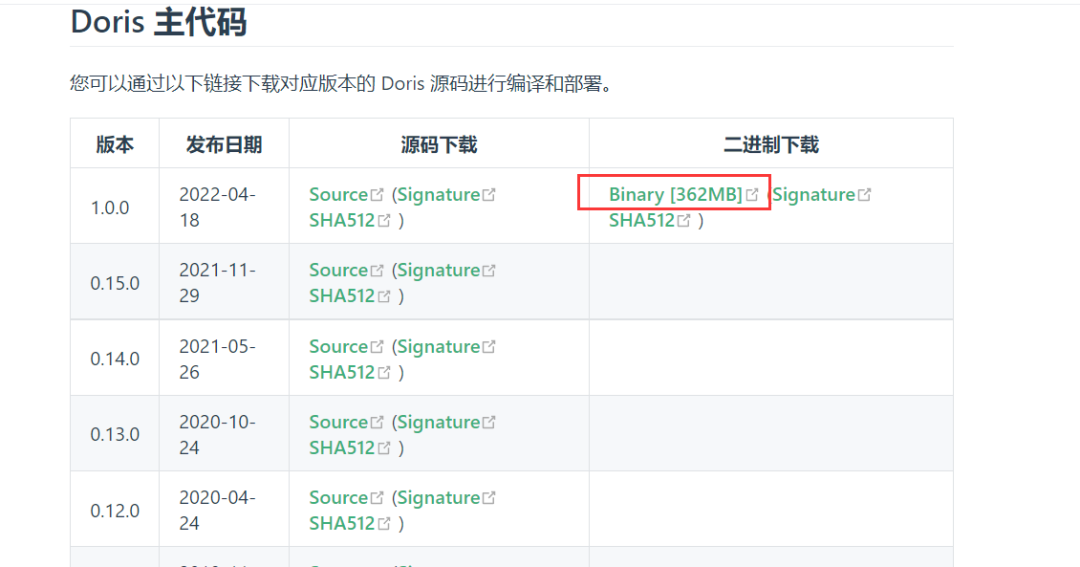 Doris 主代码
您可以通过以下链接下载对应版本的 Doris 源码进行编译和部署。
版本 发布日期 源码下载 二进制下载
1.0.0 2022-04-18 Source (Signature SHA512 ) Binary [362MB] (Signature SHA512 )
0.15.0 2021-11-29 Source (Signature SHA512 )
0.14.0 2021-05-26 Source (Signature SHA512 )
0.13.0 2020-10-24 Source (Signature SHA512 )
0.12.0 2020-04-24 Source (Signature SHA512 )